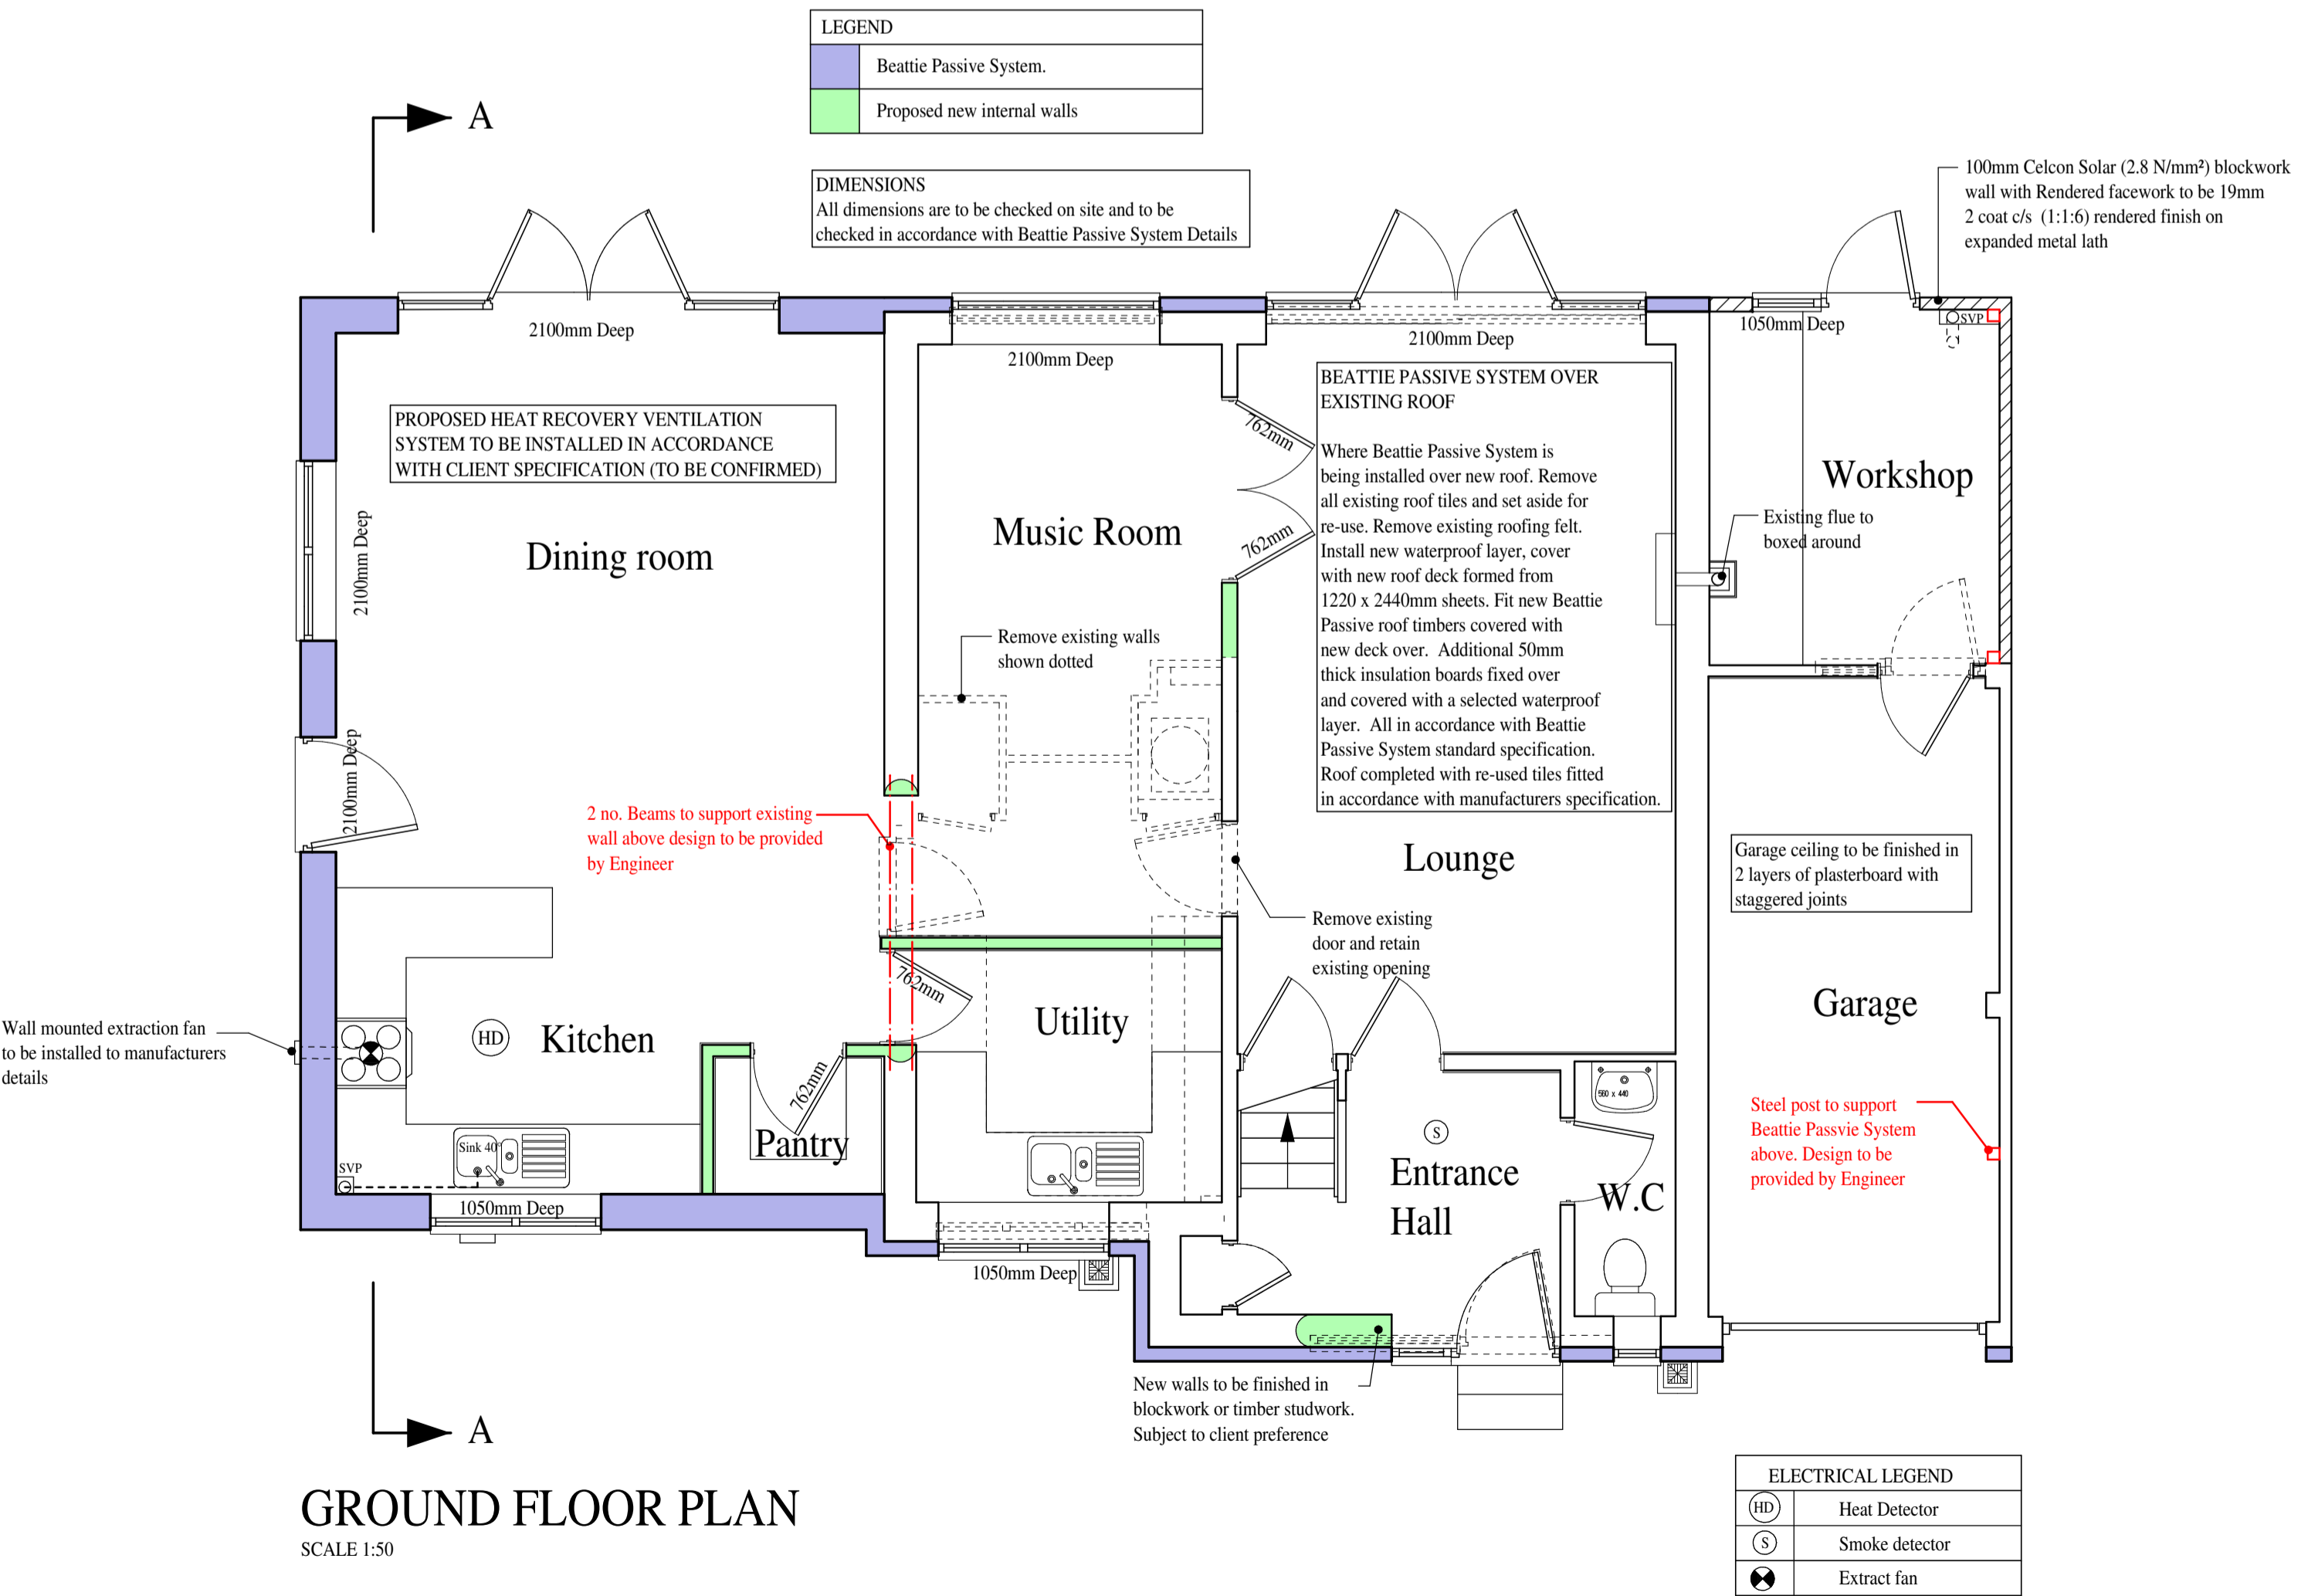 LEGEND
Beattie Passive System.
Proposed new internal walls
A
DIMENSIONS
All dimensions are to be checked on site and to be
checked in accordance with Beattie Passive System Details
100mm Celcon Solar (2.8 N/mm²) blockwork
wall with Rendered facework to be 19mm
2 coat c/s (1:1:6) rendered finish on
expanded metal lath
2100mm Deep
2100mm Deep
2100mm Deep
1050mm Deep
SVP
PROPOSED HEAT RECOVERY VENTILATION
SYSTEM TO BE INSTALLED IN ACCORDANCE
WITH CLIENT SPECIFICATION (TO BE CONFIRMED)
BEATTIE PASSIVE SYSTEM OVER
EXISTING ROOF
Where Beattie Passive System is
being installed over new roof. Remove
all existing roof tiles and set aside for
re-use. Remove existing roofing felt.
Install new waterproof layer, cover
with new roof deck formed from
1220 x 2440mm sheets. Fit new Beattie
Passive roof timbers covered with
new deck over. Additional 50mm
thick insulation boards fixed over
and covered with a selected waterproof
layer. All in accordance with Beattie
Passive System standard specification.
Roof completed with re-used tiles fitted
in accordance with manufacturers specification.
762mm
762mm
Workshop
Existing flue to
boxed around
Music Room
Dining room
2100mm Deep
2100mm Deep
Remove existing walls
shown dotted
2 no. Beams to support existing
wall above design to be provided
by Engineer
Lounge
Garage ceiling to be finished in
2 layers of plasterboard with
staggered joints
Remove existing
door and retain
existing opening
762mm
Garage
Utility
Wall mounted extraction fan
to be installed to manufacturers
details
HD
Kitchen
762mm
Pantry
Sink 40°
SVP
1050mm Deep
1050mm Deep
S
Entrance
Hall
560 x 440
W.C
Steel post to support
Beattie Passvie System
above. Design to be
provided by Engineer
New walls to be finished in
blockwork or timber studwork.
Subject to client preference
A
GROUND FLOOR PLAN
SCALE 1:50
ELECTRICAL LEGEND
HD Heat Detector
S Smoke detector
Extract fan